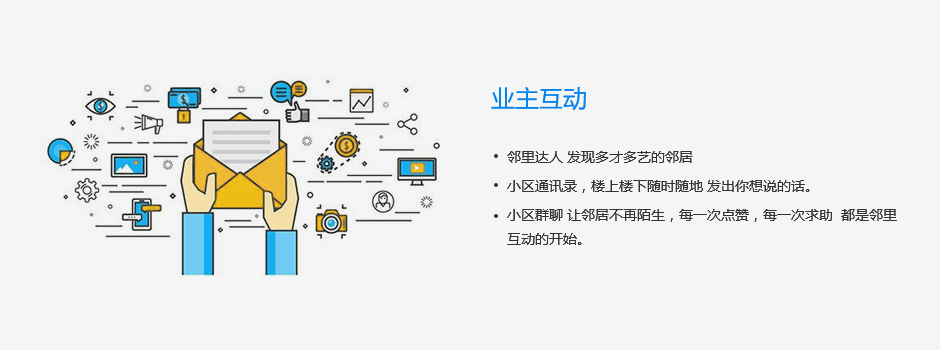 业主互动
• 邻里达人 发现多才多艺的邻居
• 小区通讯录，楼上楼下随时随地 发出你想说的话。
• 小区群聊 让邻居不再陌生，每一次点赞，每一次求助 都是邻里
互动的开始。